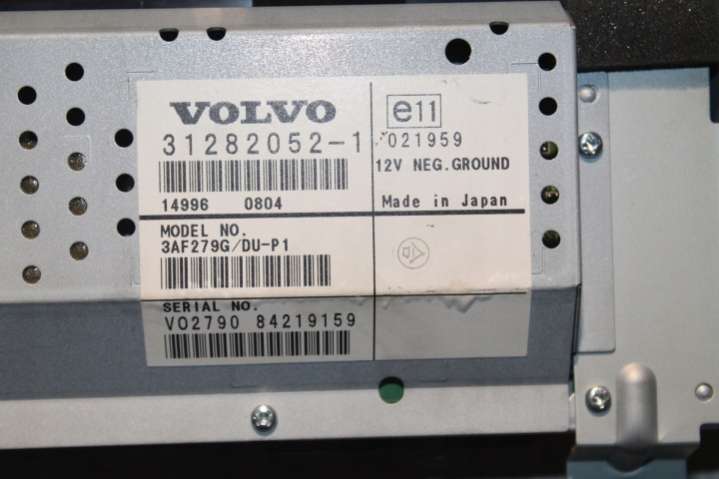 VOLVO
31282052-1
14996 0804
MODEL NO.
3AF279G/DU-P1
SERIAL NO.
VO2790 84219159
e11
021959
12V NEG.GROUND
Made in Japan